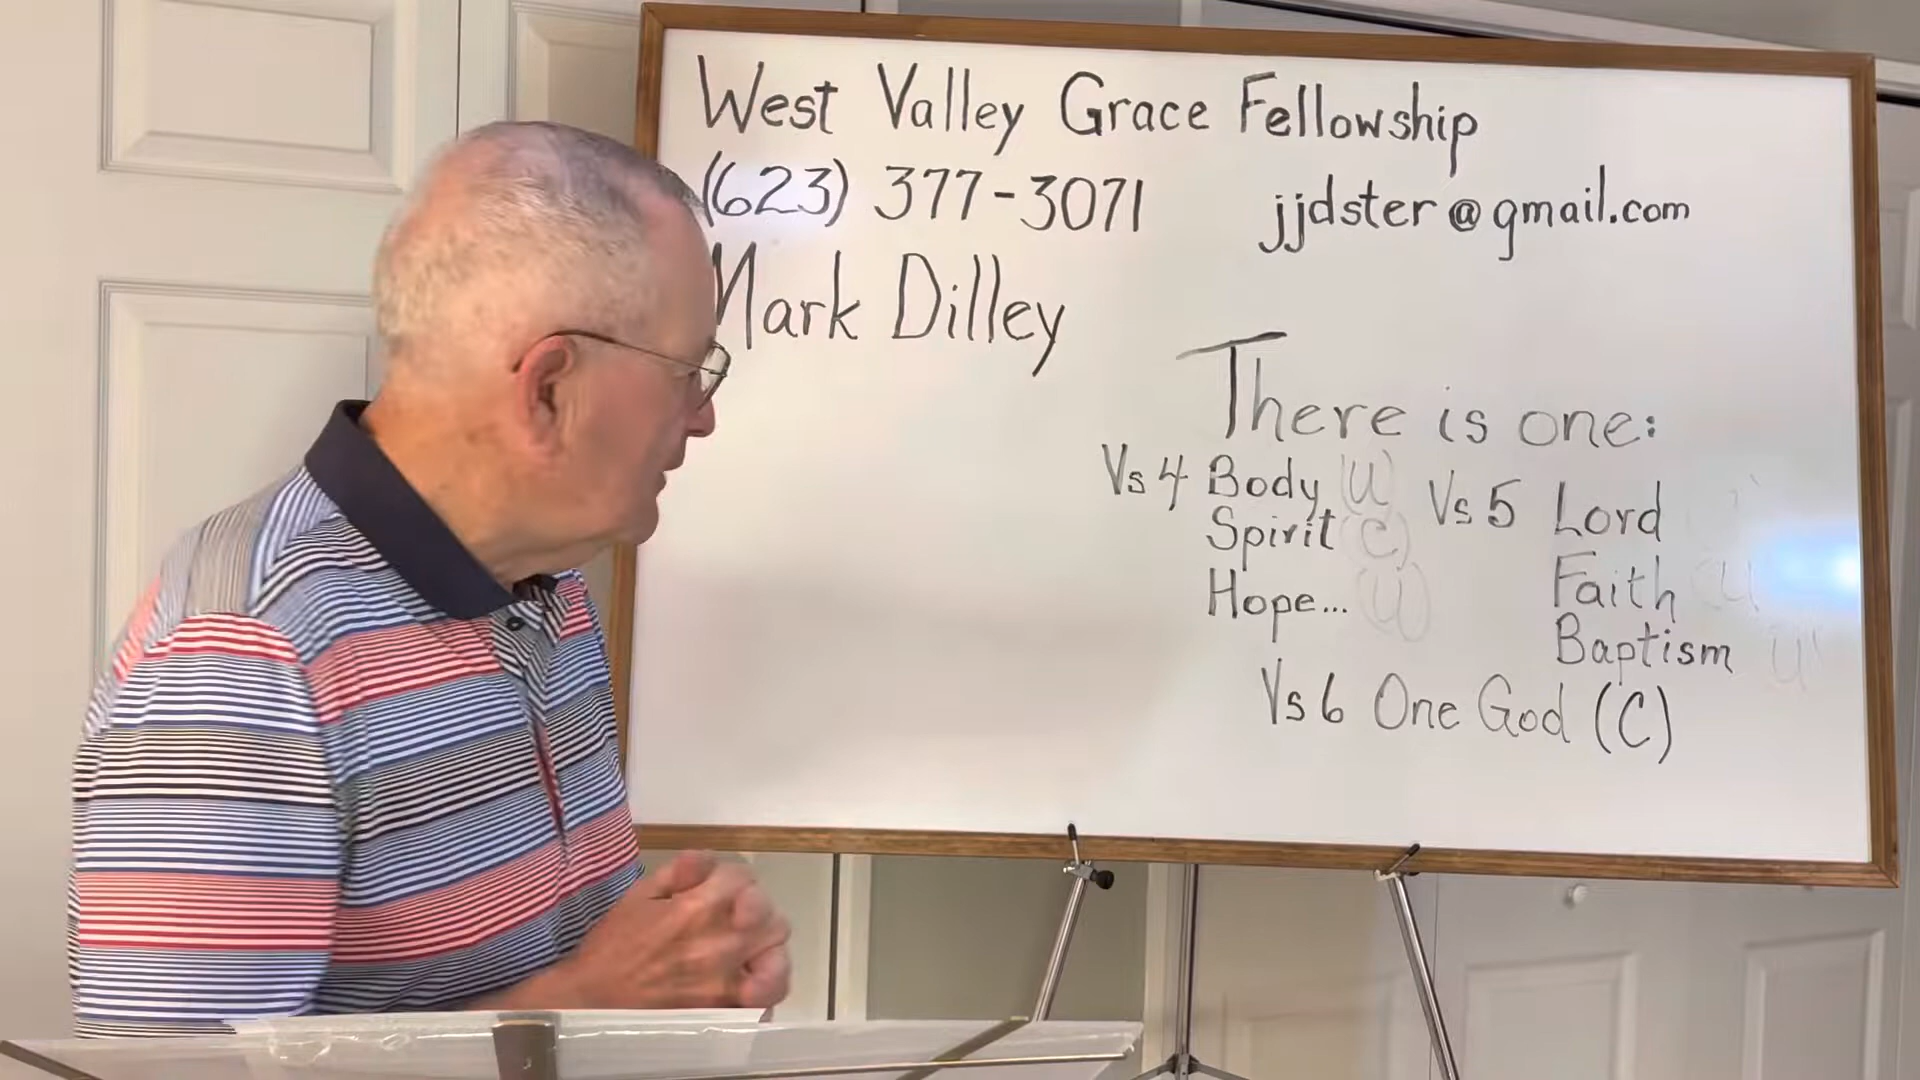 West Valley Grace Fellowship
(623) 377-3071 jjdster@gmail.com
Mark Dilley
There is one:
Vs 4 Body (U) Vs 5 Lord
Spirit (C)
Hope... (U) Faith (U
Baptism U
Vs 6 One God (C)